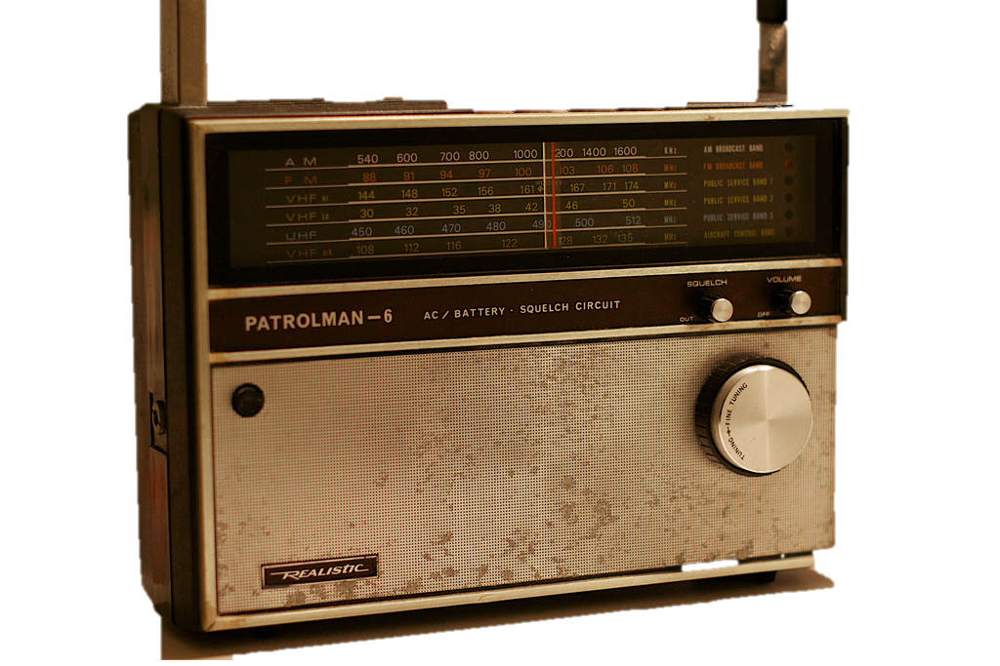 AM 540 600 700 800 1000 200 1400 1600 KHz AM BROADCAST BAND
FM 88 91 94 97 100 103 106 108 MHz FM BROADCAST BAND
VHF HI 144 148 152 156 161 167 171 174 MHz PUBLIC SERVICE BAND 1
VHF LO 30 32 35 38 42 46 50 MHz PUBLIC SERVICE BAND 2
UHF 450 460 470 480 490 500 512 MHz PUBLIC SERVICE BAND 3
VHF 108 112 116 122 128 132 135 MHz AIRCRAFT CONTROL BAND
SQUELCH VOLUME
OUT OFF
PATROLMAN–6 AC / BATTERY · SQUELCH CIRCUIT
TUNING FINE TUNING
REALISTIC